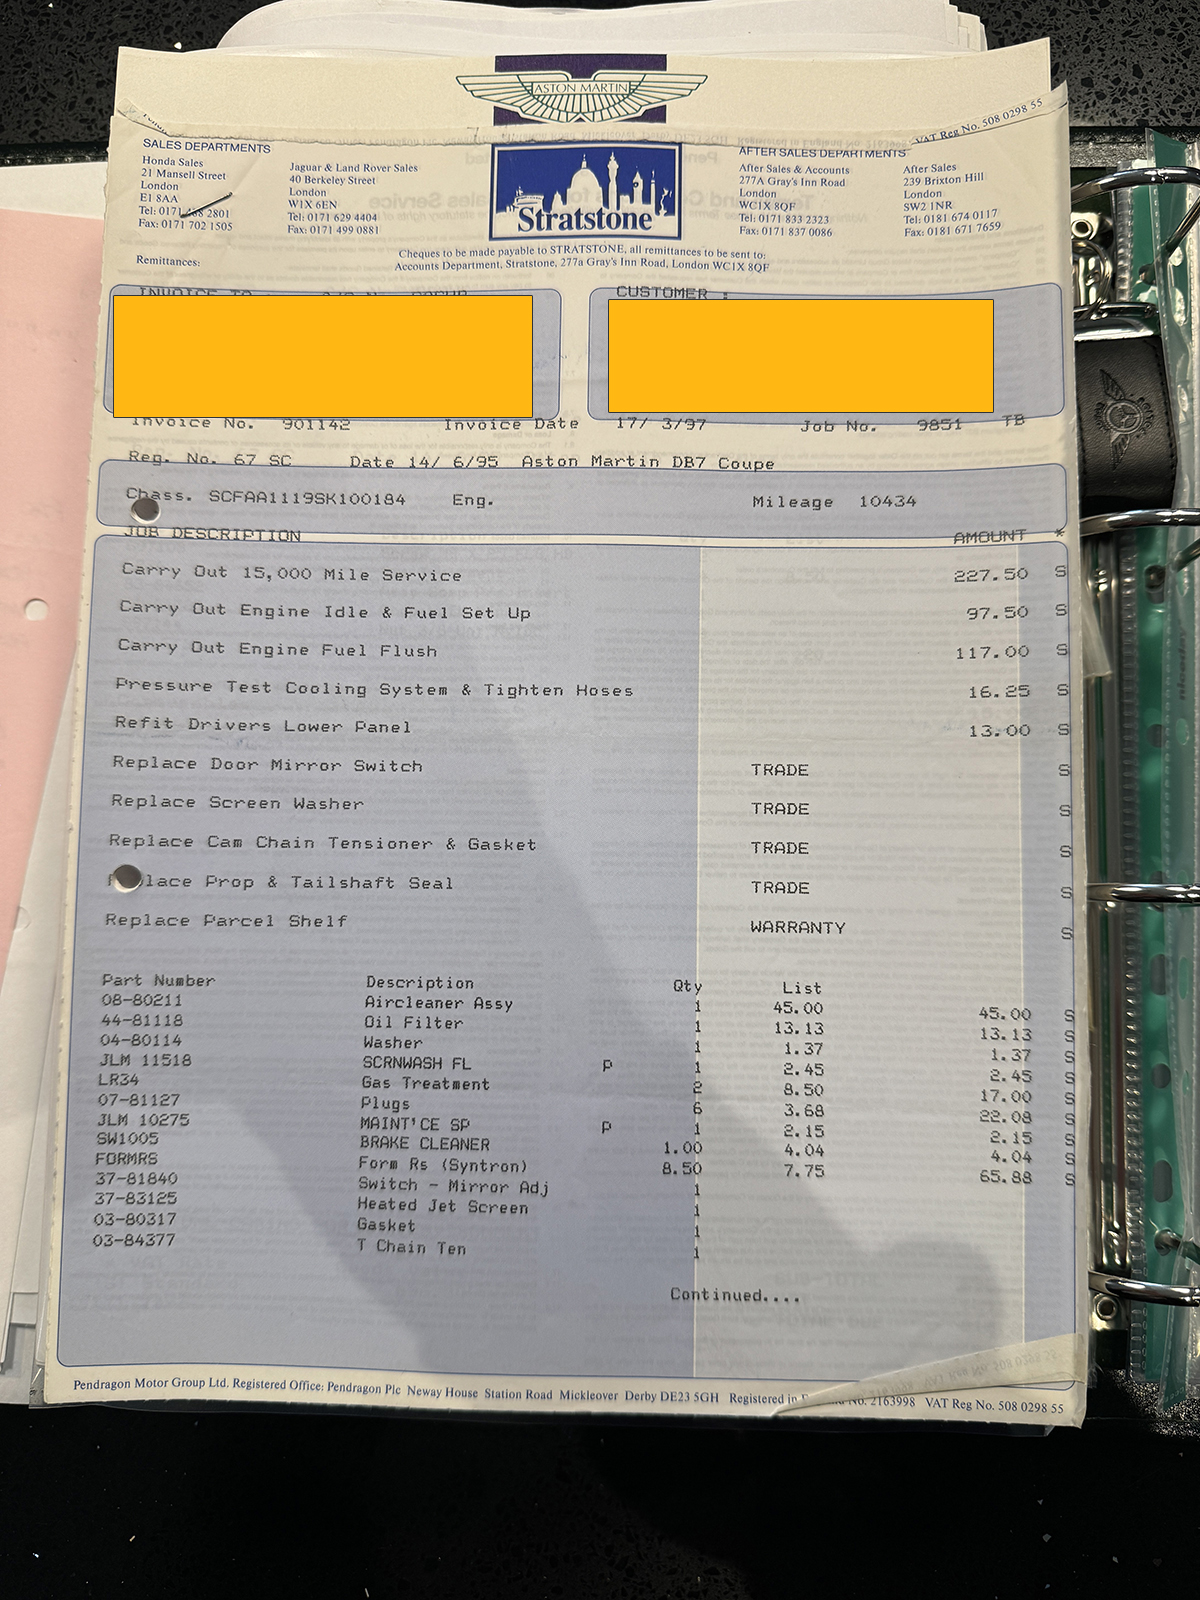 ASTON MARTIN
VAT Reg No. 508 0298 55
SALES DEPARTMENTS
Honda Sales
21 Mansell Street
London
E1 8AA
Tel: 0171 488 2801
Fax: 0171 702 1505
Jaguar & Land Rover Sales
40 Berkeley Street
London
W1X 6EN
Tel: 0171 629 4404
Fax: 0171 499 0881
Stratstone
AFTER SALES DEPARTMENTS
After Sales & Accounts
277A Gray's Inn Road
London
WC1X 8QF
Tel: 0171 833 2323
Fax: 0171 837 0086
After Sales
239 Brixton Hill
London
SW2 1NR
Tel: 0181 674 0117
Fax: 0181 671 7659
Remittances:
Cheques to be made payable to STRATSTONE, all remittances to be sent to:
Accounts Department, Stratstone, 277a Gray's Inn Road, London WC1X 8QF
INVOICE TO
CUSTOMER :
Invoice No. 901142 Invoice Date 17/ 3/97 Job No. 9851 TB
Reg. No. 67 SC Date 14/ 6/95 Aston Martin DB7 Coupe
Chass. SCFAA1119SK100184 Eng. Mileage 10434
JOB DESCRIPTION AMOUNT *
Carry Out 15,000 Mile Service 227.50 S
Carry Out Engine Idle & Fuel Set Up 97.50 S
Carry Out Engine Fuel Flush 117.00 S
Pressure Test Cooling System & Tighten Hoses 16.25 S
Refit Drivers Lower Panel 13.00 S
Replace Door Mirror Switch TRADE S
Replace Screen Washer TRADE S
Replace Cam Chain Tensioner & Gasket TRADE S
lace Prop & Tailshaft Seal TRADE S
Replace Parcel Shelf WARRANTY S
Part Number Description Qty List
08-80211 Aircleaner Assy 1 45.00 45.00 S
44-81118 Oil Filter 1 13.13 13.13 S
04-80114 Washer 1 1.37 1.37 S
JLM 11518 SCRNWASH FL P 1 2.45 2.45 S
LR34 Gas Treatment 2 8.50 17.00 S
07-81127 Plugs 6 3.68 22.08 S
JLM 10275 MAINT'CE SP P 1 2.15 2.15 S
SW1005 BRAKE CLEANER 1.00 4.04 4.04 S
FORMRS Form Rs (Syntron) 8.50 7.75 65.88 S
37-81840 Switch - Mirror Adj 1
37-83125 Heated Jet Screen 1
03-80317 Gasket 1
03-84377 T Chain Ten 1
Continued....
Pendragon Motor Group Ltd. Registered Office: Pendragon Plc Neway House Station Road Mickleover Derby DE23 5GH Registered in No. 2163998 VAT Reg No. 508 0298 55